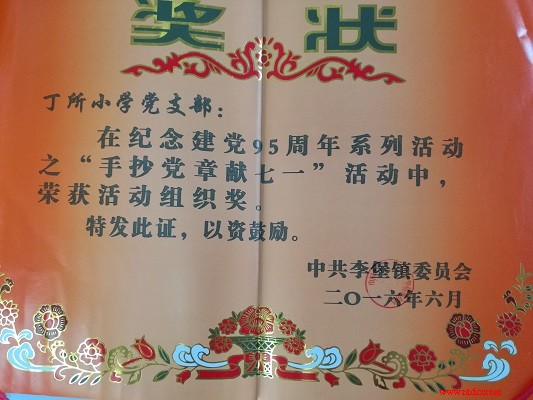 奖状
丁所小学党支部：
在纪念建党95周年系列活动
之“手抄党章献七一”活动中，
荣获活动组织奖。
特发此证，以资鼓励。
中共李堡镇委员会
二〇一六年六月